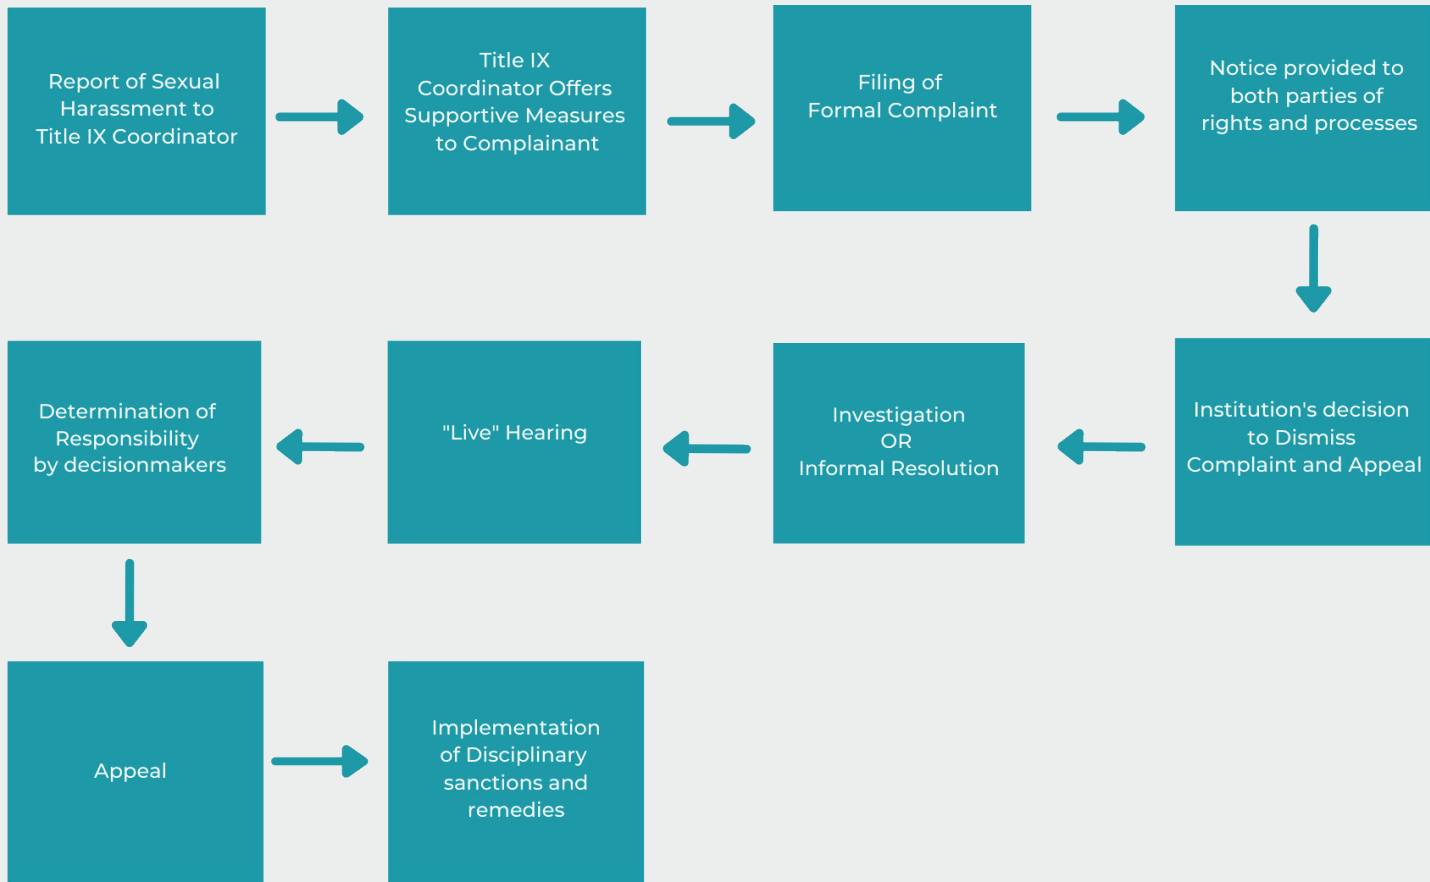 Report of Sexual
Harassment to
Title IX Coordinator
Title IX
Coordinator Offers
Supportive Measures
to Complainant
Filing of
Formal Complaint
Notice provided to
both parties of
rights and processes
Institution's decision
to Dismiss
Complaint and Appeal
Investigation
OR
Informal Resolution
"Live" Hearing
Determination of
Responsibility
by decisionmakers
Appeal
Implementation
of Disciplinary
sanctions and
remedies